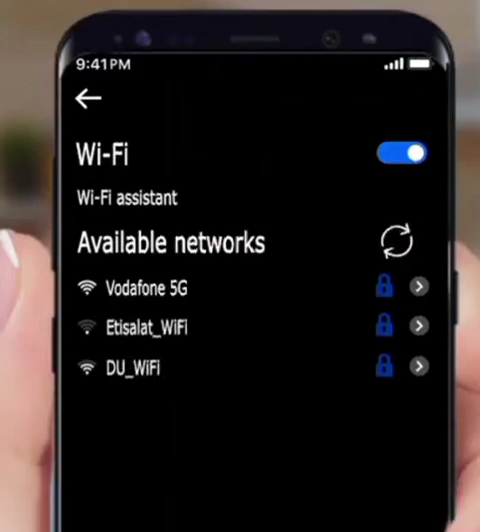 9:41 PM
Wi-Fi
Wi-Fi assistant
Available networks
Vodafone 5G
Etisalat_WiFi
DU_WiFi